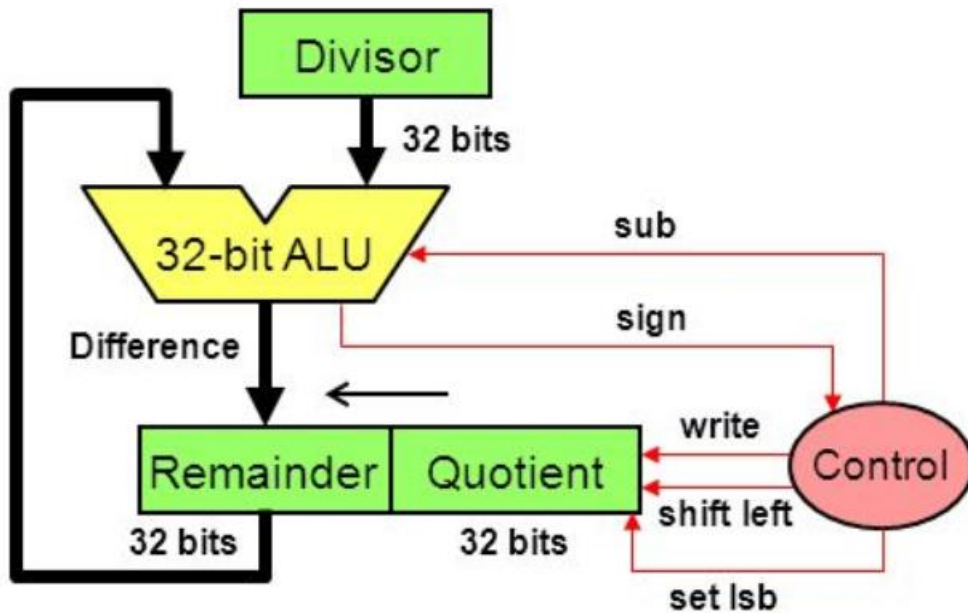 Divisor
32 bits
32-bit ALU
sub
sign
Difference
write
Remainder
Quotient
Control
shift left
32 bits
32 bits
set lsb